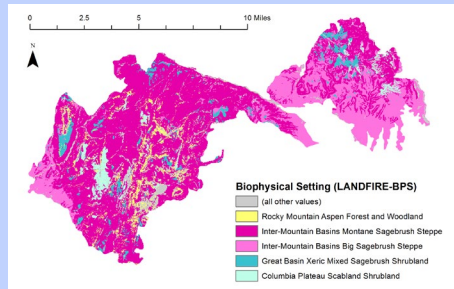 0 2.5 5 10 Miles
N
Biophysical Setting (LANDFIRE-BPS)
(all other values)
Rocky Mountain Aspen Forest and Woodland
Inter-Mountain Basins Montane Sagebrush Steppe
Inter-Mountain Basins Big Sagebrush Steppe
Great Basin Xeric Mixed Sagebrush Shrubland
Columbia Plateau Scabland Shrubland